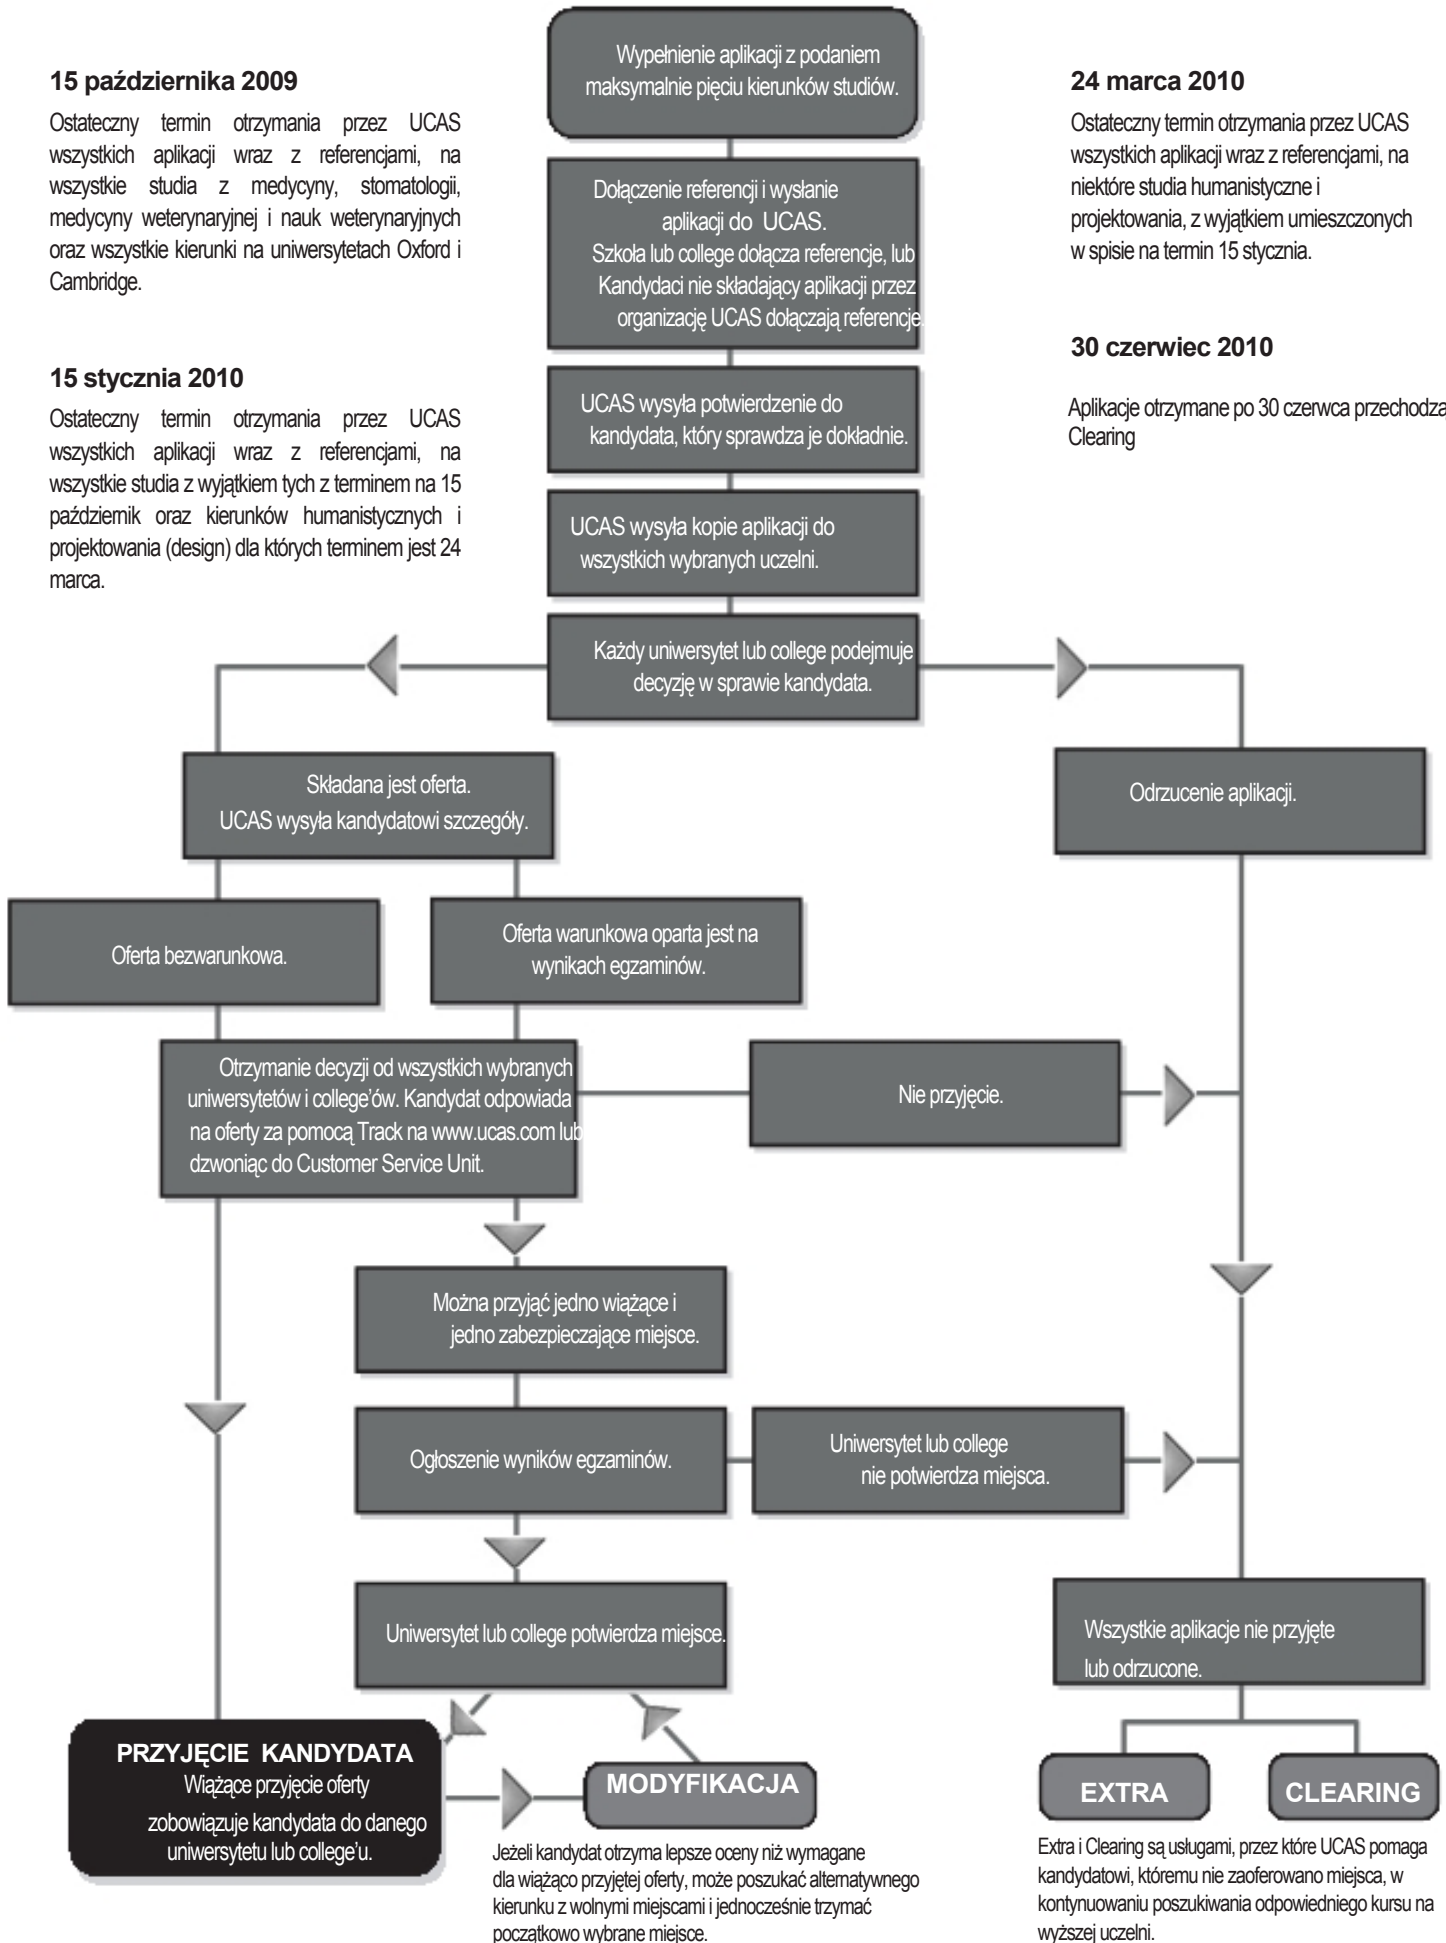 Wypełnienie aplikacji z podaniem
maksymalnie pięciu kierunków studiów.
15 października 2009
Ostateczny termin otrzymania przez UCAS
wszystkich aplikacji wraz z referencjami, na
wszystkie studia z medycyny, stomatologii,
medycyny weterynaryjnej i nauk weterynaryjnych
oraz wszystkie kierunki na uniwersytetach Oxford i
Cambridge.
24 marca 2010
Ostateczny termin otrzymania przez UCAS
wszystkich aplikacji wraz z referencjami, na
niektóre studia humanistyczne i
projektowania, z wyjątkiem umieszczonych
w spisie na termin 15 stycznia.
Dołączenie referencji i wysłanie
aplikacji do UCAS.
Szkoła lub college dołącza referencje, lub
Kandydaci nie składający aplikacji przez
organizację UCAS dołączają referencje.
15 stycznia 2010
Ostateczny termin otrzymania przez UCAS
wszystkich aplikacji wraz z referencjami, na
wszystkie studia z wyjątkiem tych z terminem na 15
październik oraz kierunków humanistycznych i
projektowania (design) dla których terminem jest 24
marca.
30 czerwiec 2010
Aplikacje otrzymane po 30 czerwca przechodza
Clearing
UCAS wysyła potwierdzenie do
kandydata, który sprawdza je dokładnie.
UCAS wysyła kopie aplikacji do
wszystkich wybranych uczelni.
Każdy uniwersytet lub college podejmuje
decyzję w sprawie kandydata.
Składana jest oferta.
UCAS wysyła kandydatowi szczegóły.
Odrzucenie aplikacji.
Oferta bezwarunkowa.
Oferta warunkowa oparta jest na
wynikach egzaminów.
Otrzymanie decyzji od wszystkich wybranych
uniwersytetów i college’ów. Kandydat odpowiada
na oferty za pomocą Track na www.ucas.com lub
dzwoniąc do Customer Service Unit.
Nie przyjęcie.
Można przyjąć jedno wiążące i
jedno zabezpieczające miejsce.
Ogłoszenie wyników egzaminów.
Uniwersytet lub college
nie potwierdza miejsca.
Uniwersytet lub college potwierdza miejsce.
Wszystkie aplikacje nie przyjęte
lub odrzucone.
PRZYJĘCIE KANDYDATA
Wiążące przyjęcie oferty
zobowiązuje kandydata do danego
uniwersytetu lub college’u.
MODYFIKACJA
Jeżeli kandydat otrzyma lepsze oceny niż wymagane
dla wiążąco przyjętej oferty, może poszukać alternatywnego
kierunku z wolnymi miejscami i jednocześnie trzymać
początkowo wybrane miejsce.
EXTRA
CLEARING
Extra i Clearing są usługami, przez które UCAS pomaga
kandydatowi, któremu nie zaoferowano miejsca, w
kontynuowaniu poszukiwania odpowiedniego kursu na
wyższej uczelni.